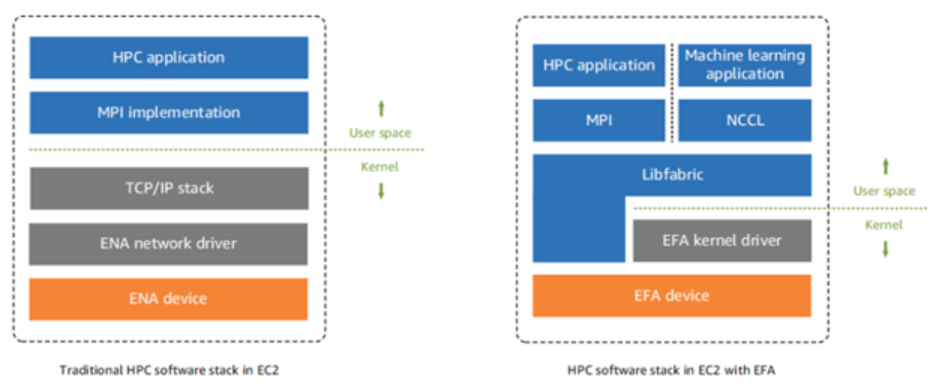 HPC application
MPI implementation
User space
Kernel
TCP/IP stack
ENA network driver
ENA device
Traditional HPC software stack in EC2
HPC application
Machine learning
application
MPI
NCCL
Libfabric
User space
Kernel
EFA kernel driver
EFA device
HPC software stack in EC2 with EFA